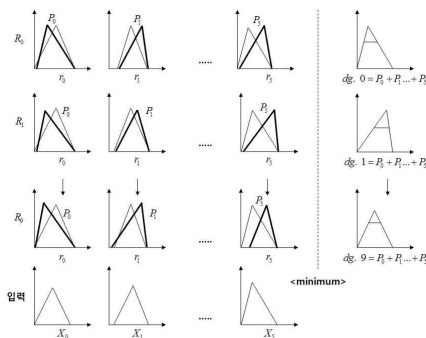 R₀ P₀ r₀ P₁ r₁ ..... P₅ r₅ dg. 0 = P₀ + P₁... + P₅
R₁ P₀ r₀ P₁ r₁ ..... P₅ r₅ dg. 1 = P₀ + P₁... + P₅
R₀ P₀ r₀ P₁ r₁ ..... P₅ r₅ dg. 9 = P₀ + P₁... + P₅
<minimum>
입력 X₀ X₁ ..... X₅